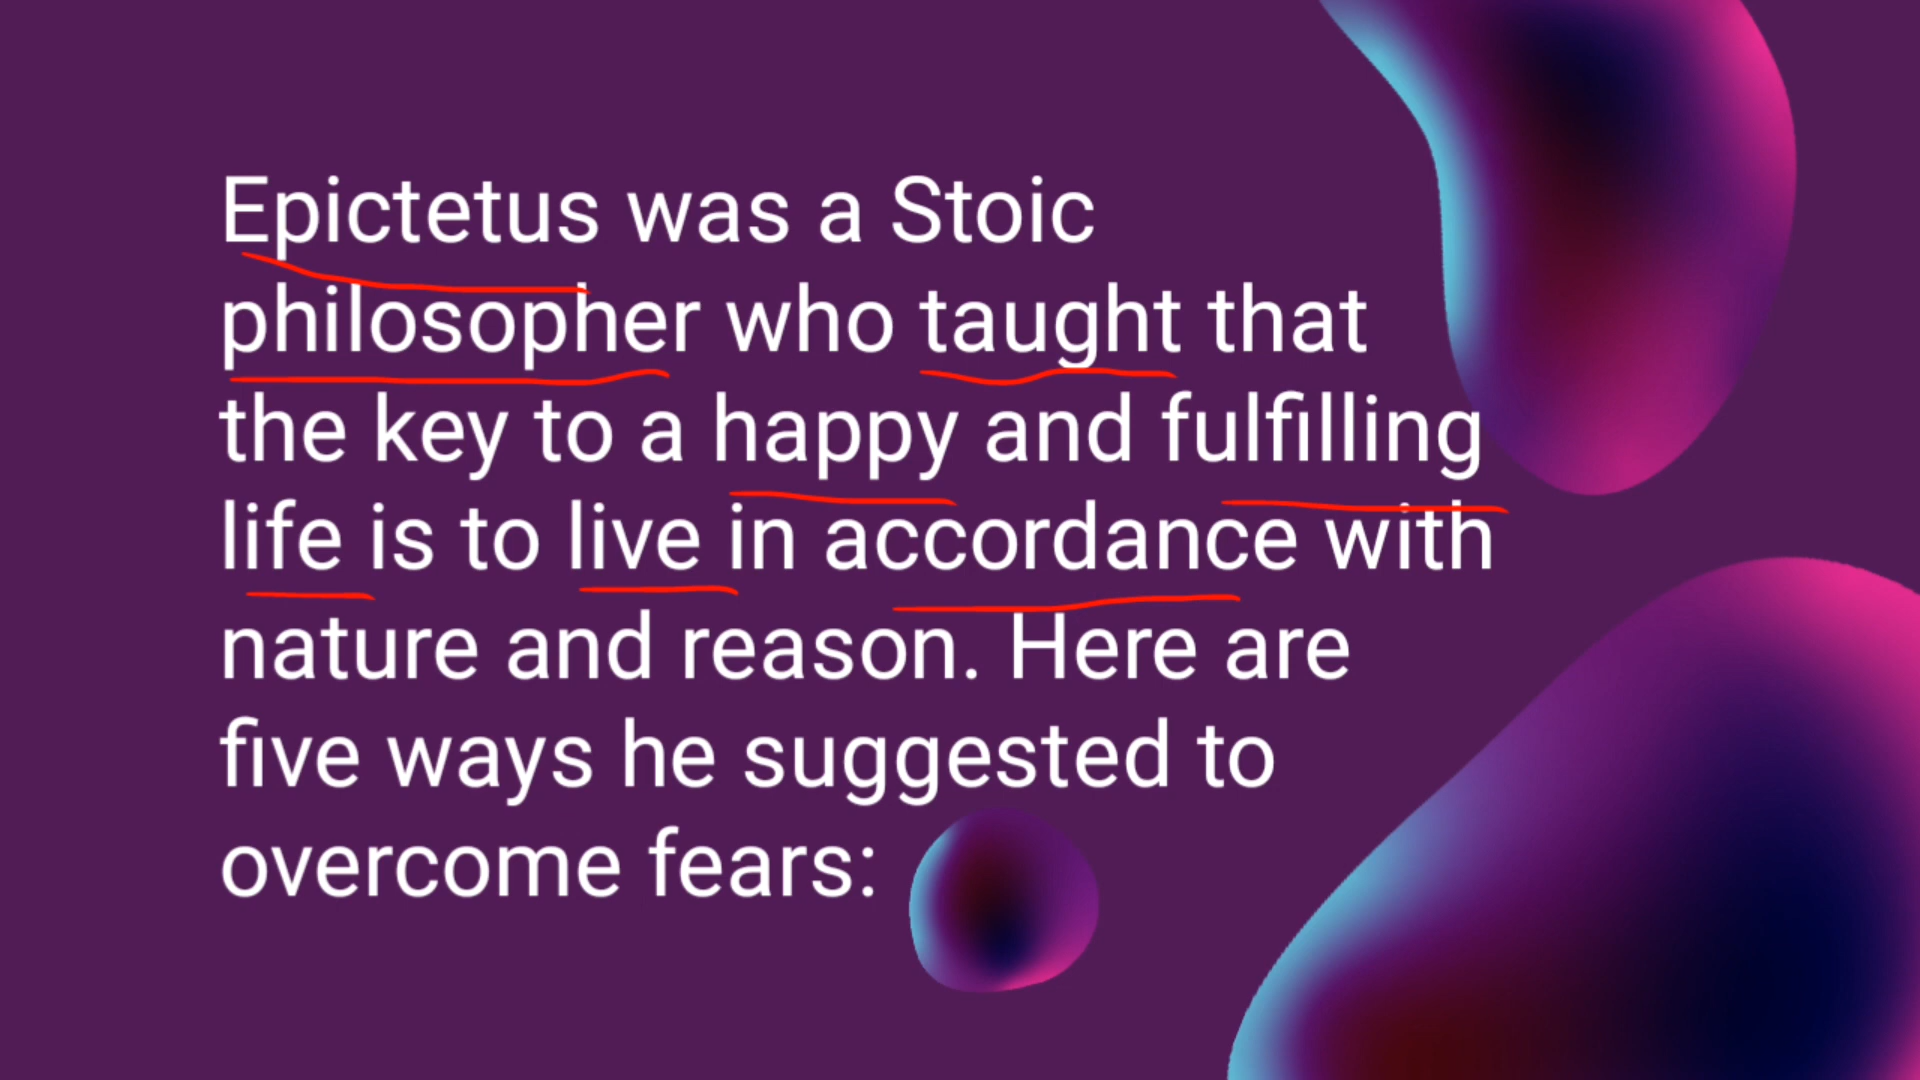 Epictetus was a Stoic
philosopher who taught that
the key to a happy and fulfilling
life is to live in accordance with
nature and reason. Here are
five ways he suggested to
overcome fears: